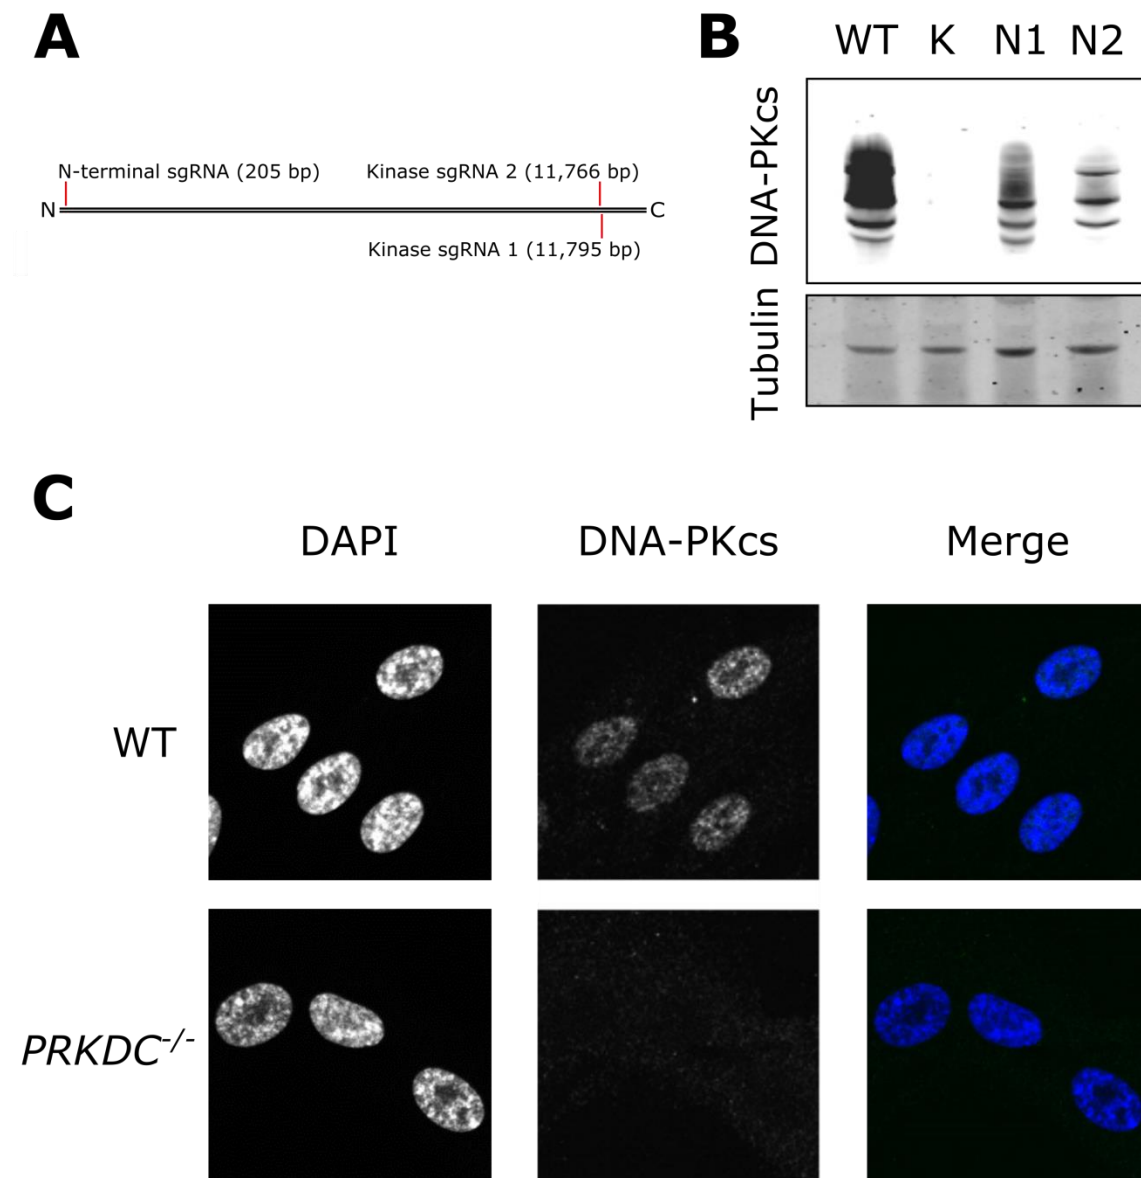 A
N-terminal sgRNA (205 bp)
Kinase sgRNA 2 (11,766 bp)
N
C
Kinase sgRNA 1 (11,795 bp)
B
WT K N1 N2
DNA-PKcs
Tubulin
C
DAPI DNA-PKcs Merge
WT
PRKDC-/-